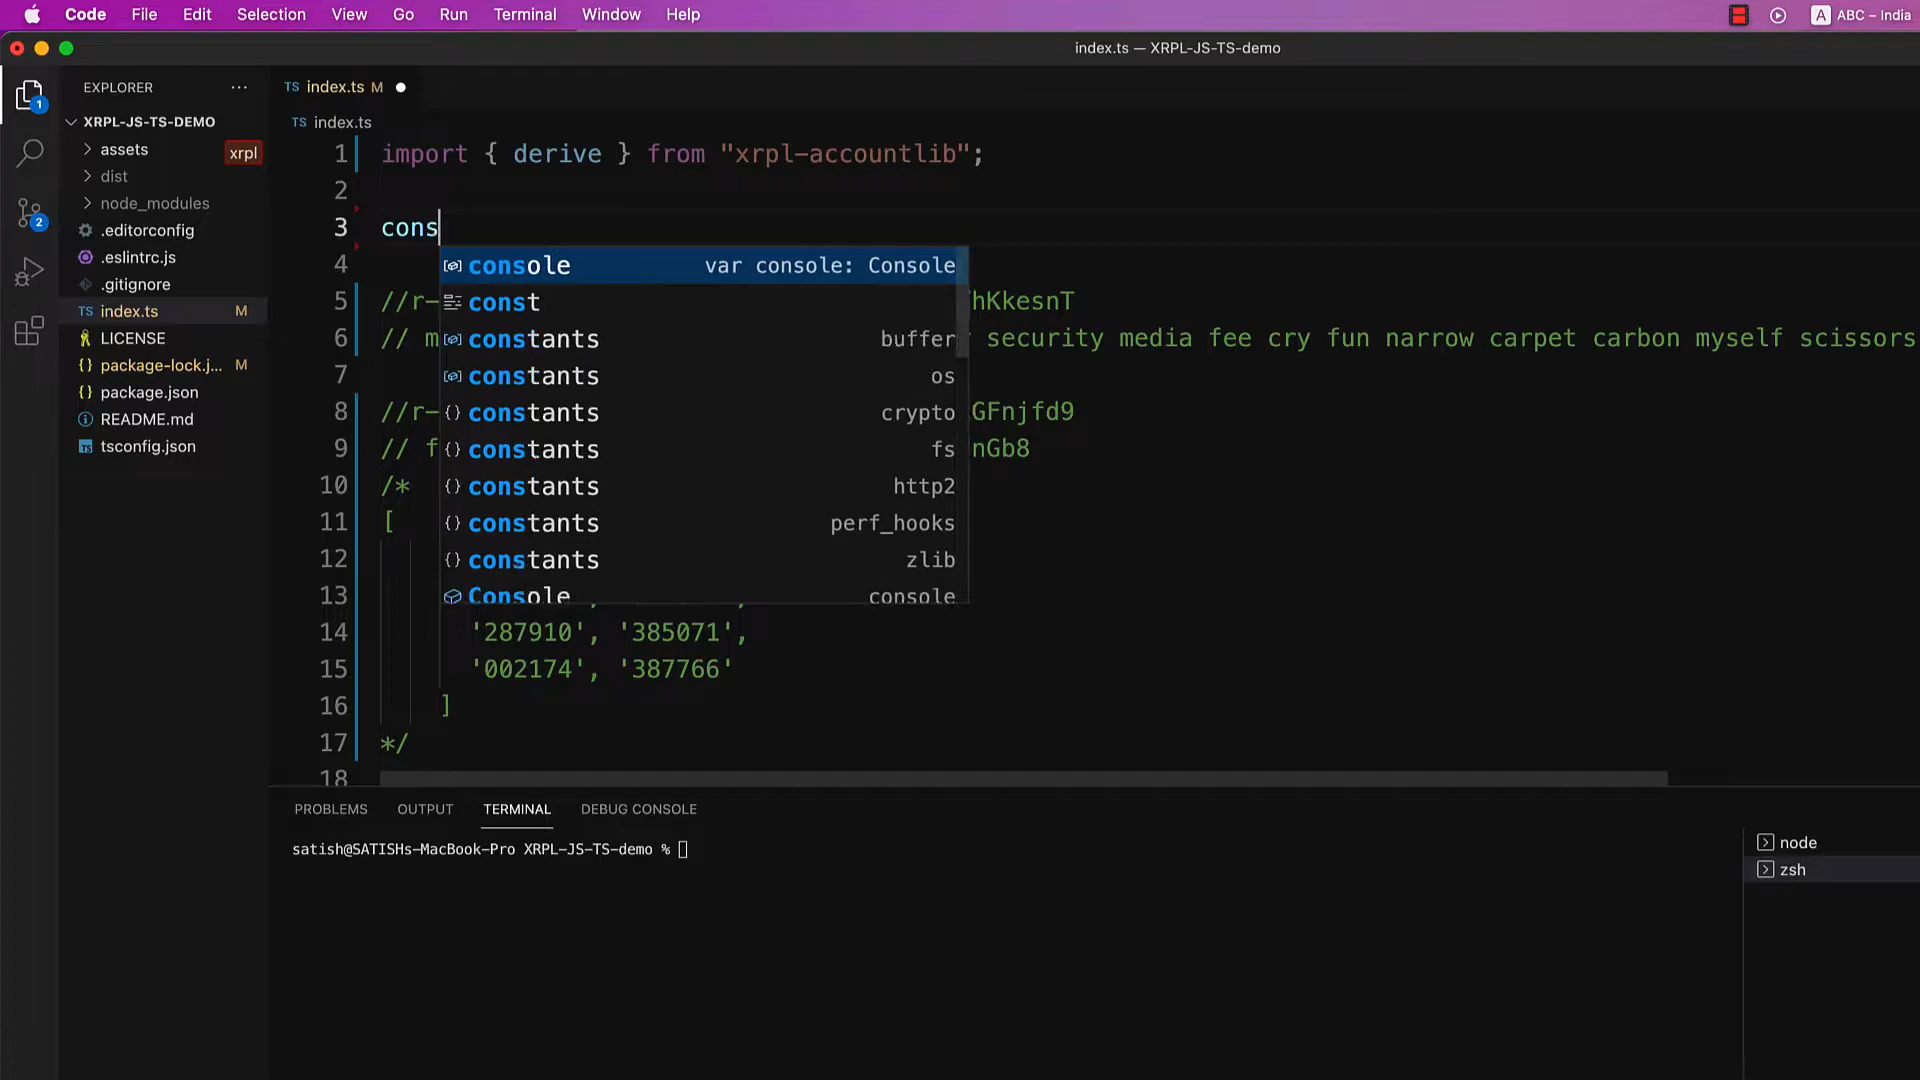 Code File Edit Selection View Go Run Terminal Window Help A ABC – India
index.ts — XRPL-JS-TS-demo
EXPLORER ···
XRPL-JS-TS-DEMO
assets xrpl
dist
node_modules
.editorconfig
.eslintrc.js
.gitignore
TS index.ts M
LICENSE
{} package-lock.j... M
{} package.json
README.md
TS tsconfig.json
1
2
TS index.ts M
TS index.ts
1 import { derive } from "xrpl-accountlib";
2
3 cons
4
5 //r- hKkesnT
6 // m security media fee cry fun narrow carpet carbon myself scissors
7
8 //r- GFnjfd9
9 // f nGb8
10 /*
11 [
12
13
14 '287910', '385071',
15 '002174', '387766'
16 ]
17 */
18
console var console: Console
const
constants buffer
constants os
{} constants crypto
{} constants fs
{} constants http2
{} constants perf_hooks
{} constants zlib
Console console
PROBLEMS OUTPUT TERMINAL DEBUG CONSOLE
satish@SATISHs-MacBook-Pro XRPL-JS-TS-demo %
node
zsh